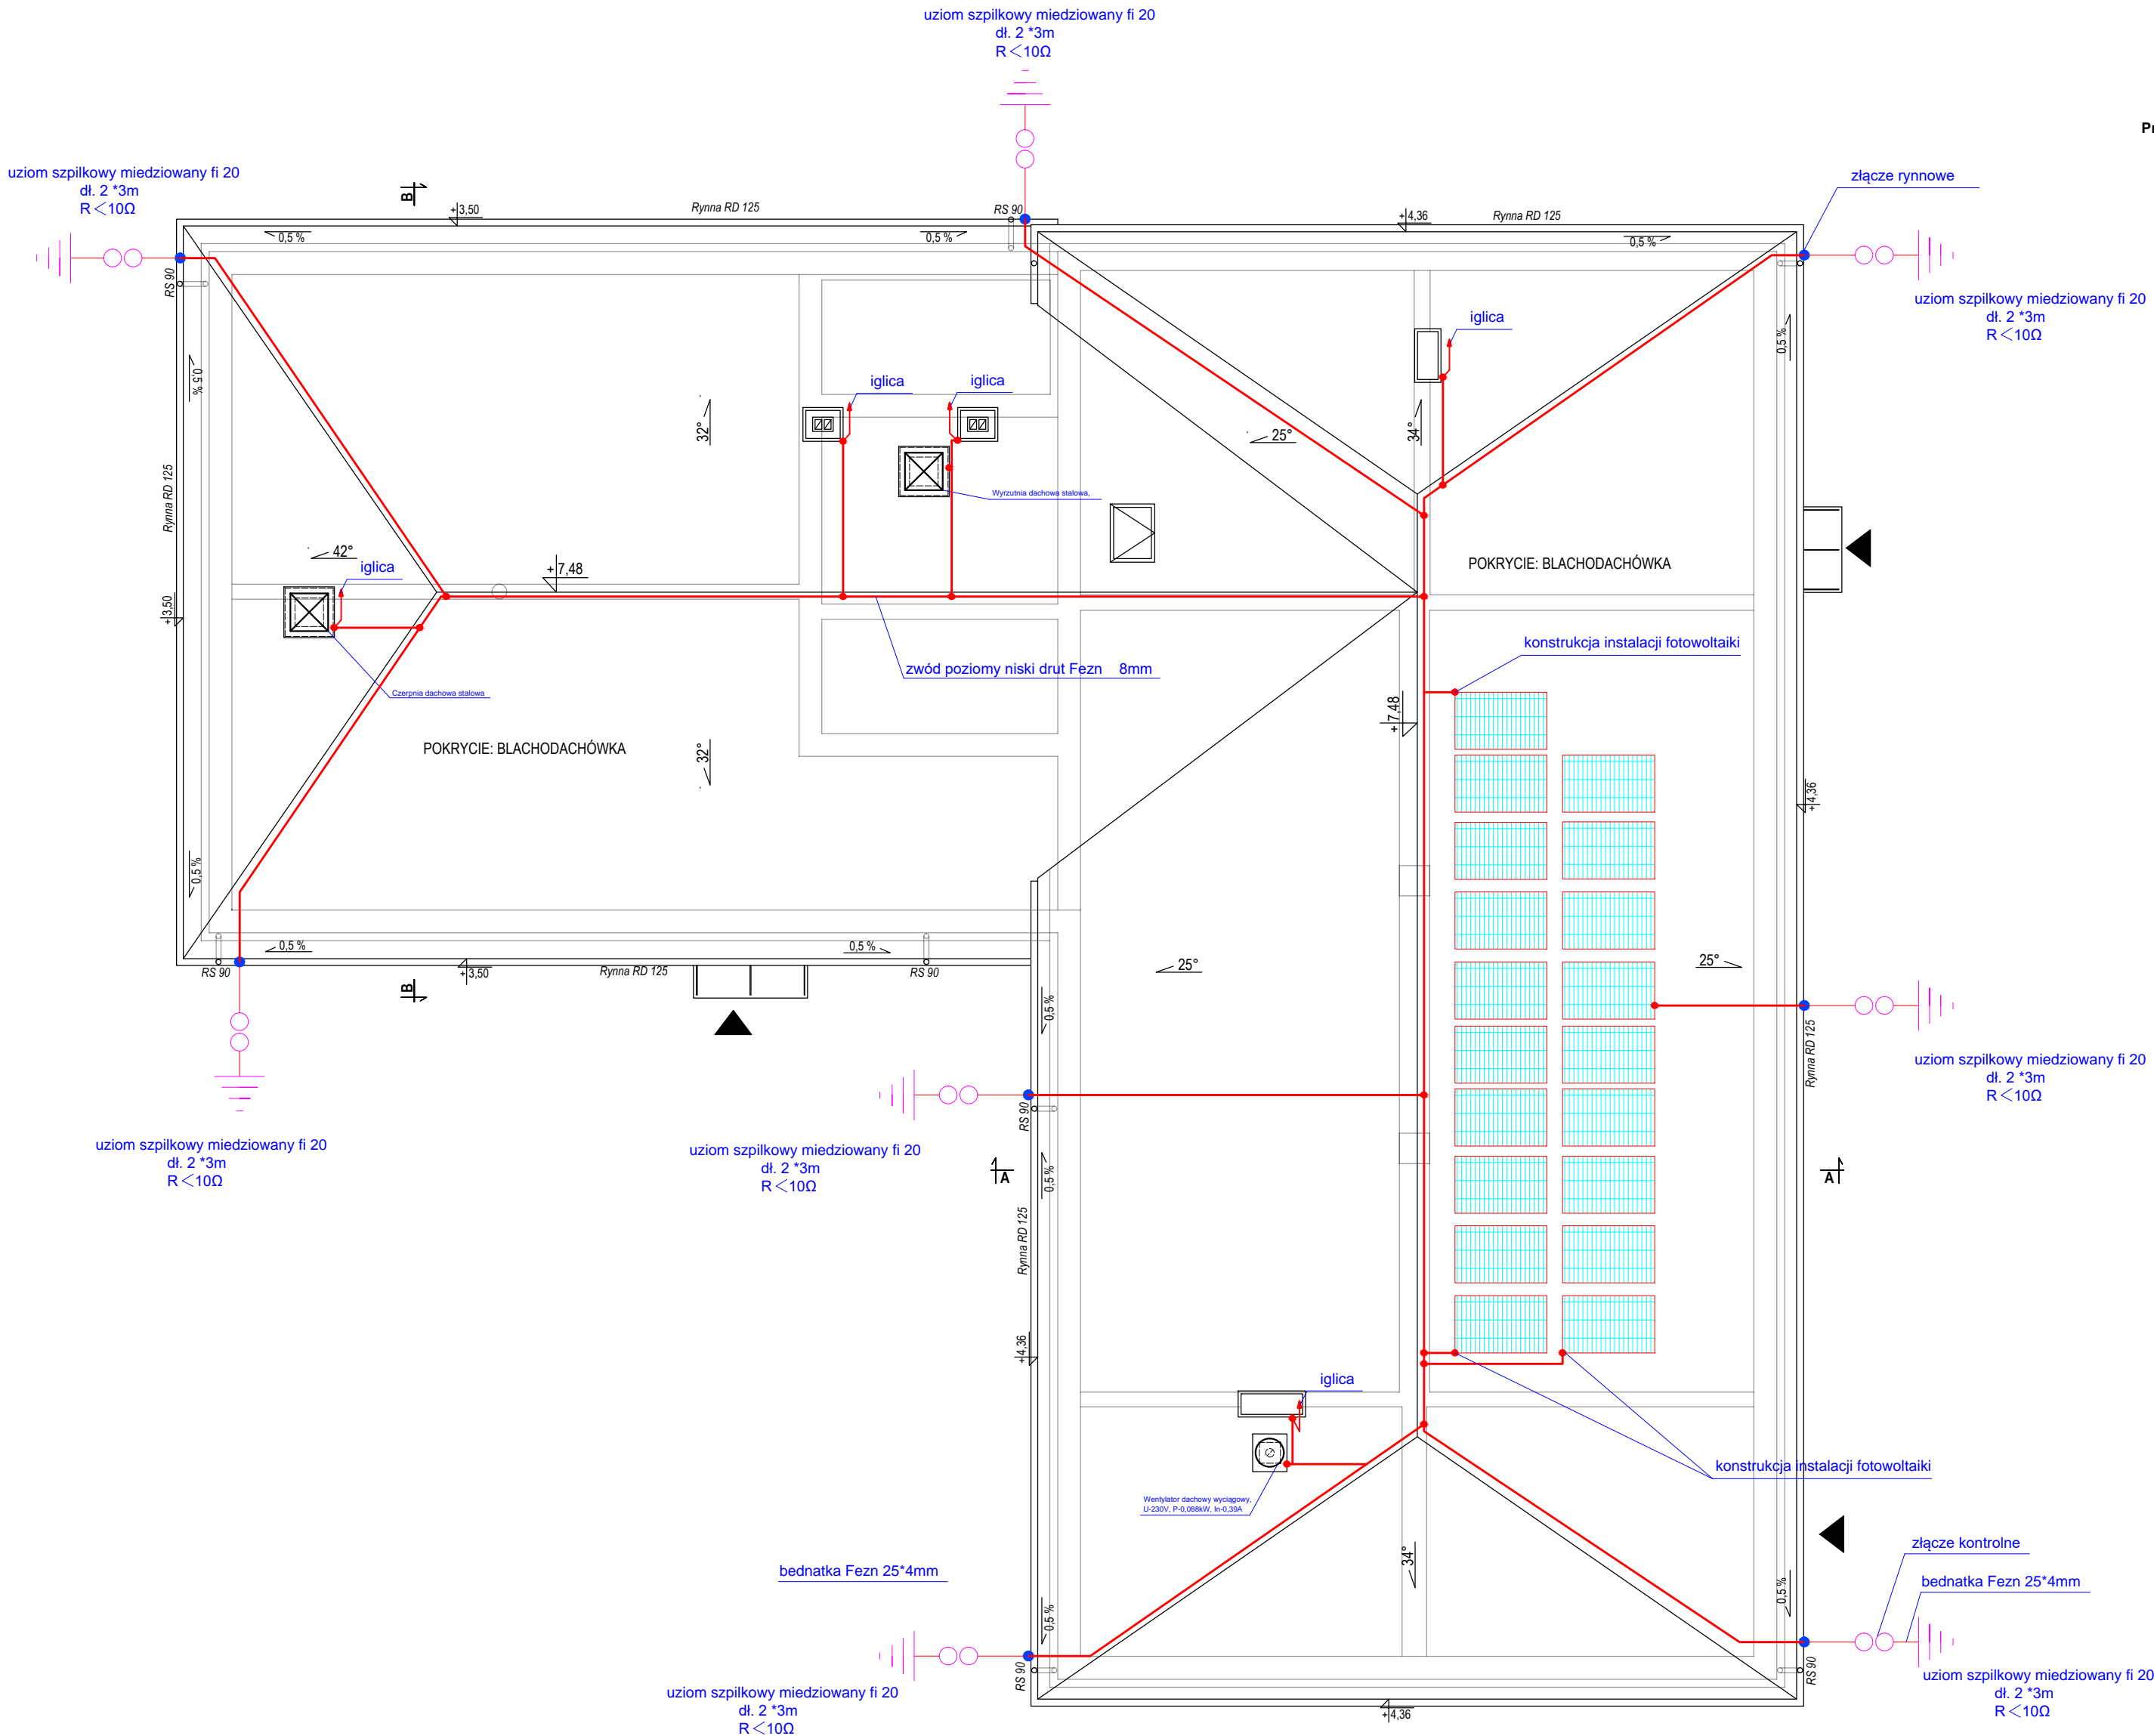 uziom szpilkowy miedziowany fi 20
dł. 2 *3m
R<10Ω
uziom szpilkowy miedziowany fi 20
dł. 2 *3m
R<10Ω
B
+3,50
Rynna RD 125
RS 90
+4,36
Rynna RD 125
złącze rynnowe
0,5 %
0,5 %
0,5 %
RS 90
uziom szpilkowy miedziowany fi 20
dł. 2 *3m
R<10Ω
iglica
0,5 %
0,5 %
iglica
iglica
32°
25°
34°
Rynna RD 125
Wyrzutnia dachowa stalowa,
42°
iglica
+7,48
POKRYCIE: BLACHODACHÓWKA
+3,50
konstrukcja instalacji fotowoltaiki
zwód poziomy niski drut Fezn 8mm
Czerpnia dachowa stalowa
+7,48
POKRYCIE: BLACHODACHÓWKA
32°
+4,36
0,5 %
0,5 %
0,5 %
RS 90
+3,50
Rynna RD 125
RS 90
25°
25°
B
0,5 %
Rynna RD 125
uziom szpilkowy miedziowany fi 20
dł. 2 *3m
R<10Ω
RS 90
uziom szpilkowy miedziowany fi 20
dł. 2 *3m
R<10Ω
uziom szpilkowy miedziowany fi 20
dł. 2 *3m
R<10Ω
A
0,5 %
A
Rynna RD 125
+4,36
iglica
konstrukcja instalacji fotowoltaiki
Wentylator dachowy wyciągowy,
U-230V, P-0,088kW, In-0,39A
34°
złącze kontrolne
bednatka Fezn 25*4mm
bednatka Fezn 25*4mm
0,5 %
0,5 %
RS 90
RS 90
uziom szpilkowy miedziowany fi 20
dł. 2 *3m
R<10Ω
uziom szpilkowy miedziowany fi 20
dł. 2 *3m
R<10Ω
+4,36